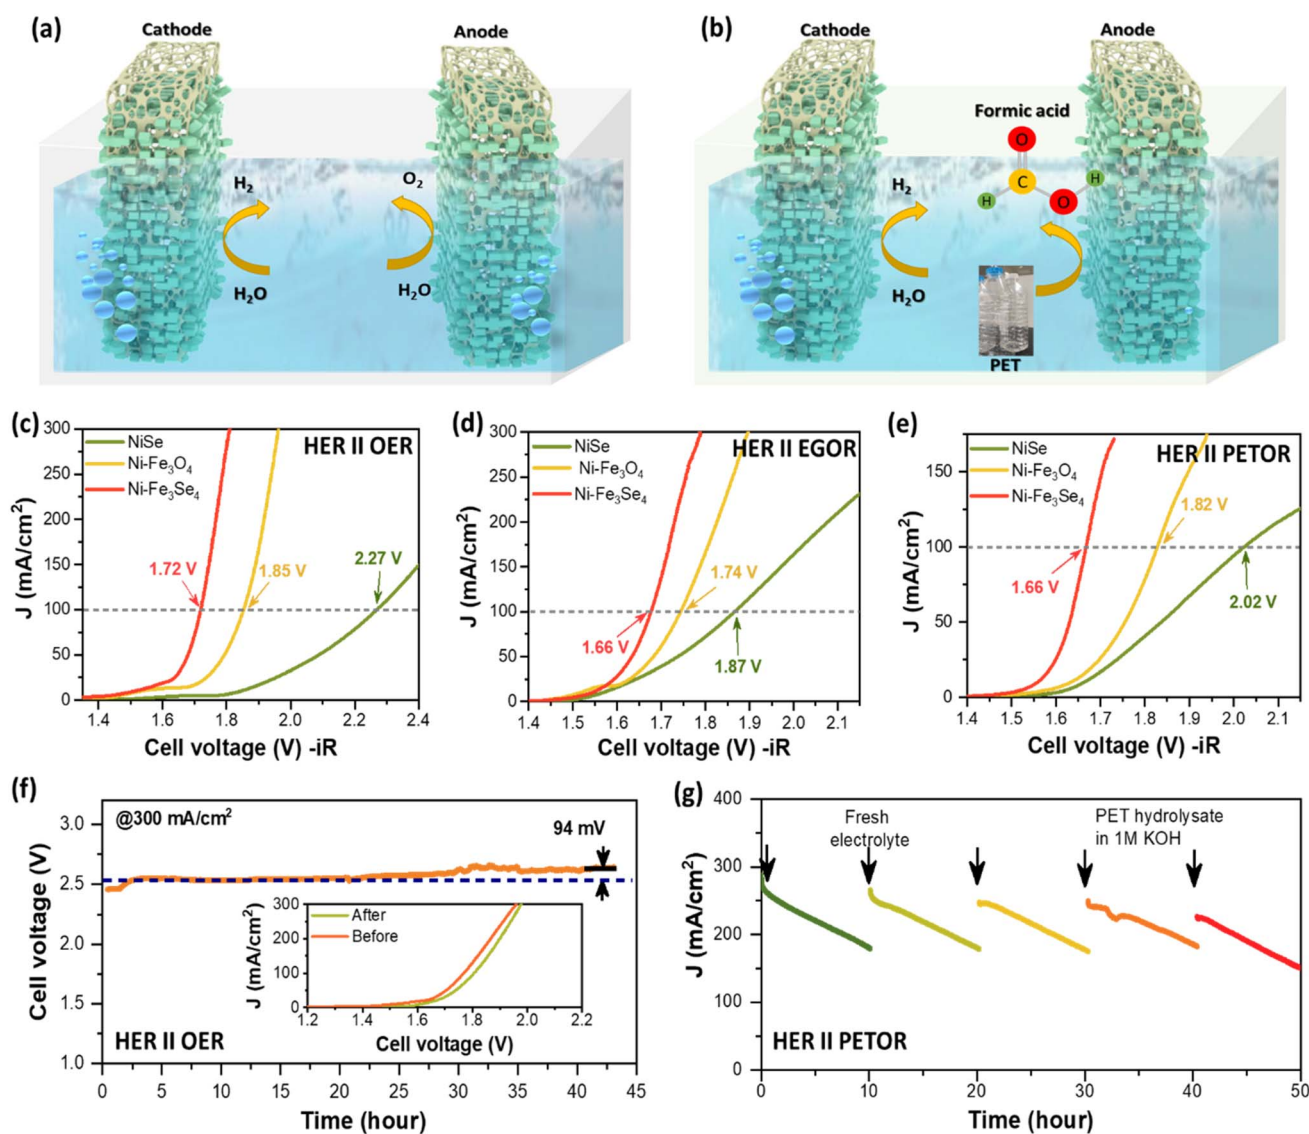 (a)
Cathode
Anode
H₂
O₂
H₂O
H₂O
(b)
Cathode
Anode
Formic acid
O
C
H
O
H
H₂
H₂O
PET
(c)
HER II OER
NiSe
Ni-Fe₃O₄
Ni-Fe₃Se₄
1.72 V
1.85 V
2.27 V
J (mA/cm²)
300
250
200
150
100
50
0
1.4
1.6
1.8
2.0
2.2
2.4
Cell voltage (V) -iR
(d)
HER II EGOR
NiSe
Ni-Fe₃O₄
Ni-Fe₃Se₄
1.66 V
1.74 V
1.87 V
J (mA/cm²)
300
250
200
150
100
50
0
1.4
1.5
1.6
1.7
1.8
1.9
2.0
2.1
Cell voltage (V) -iR
(e)
HER II PETOR
NiSe
Ni-Fe₃O₄
Ni-Fe₃Se₄
1.82 V
1.66 V
2.02 V
J (mA/cm²)
150
100
50
0
1.4
1.5
1.6
1.7
1.8
1.9
2.0
2.1
Cell voltage (V) -iR
(f)
@300 mA/cm²
94 mV
Cell voltage (V)
3.0
2.5
2.0
1.5
1.0
After
Before
J (mA/cm²)
300
200
100
0
1.2
1.4
1.6
1.8
2.0
2.2
Cell voltage (V)
HER II OER
0
5
10
15
20
25
30
35
40
45
Time (hour)
(g)
Fresh
electrolyte
PET hydrolysate
in 1M KOH
J (mA/cm²)
400
300
200
100
0
HER II PETOR
0
10
20
30
40
50
Time (hour)